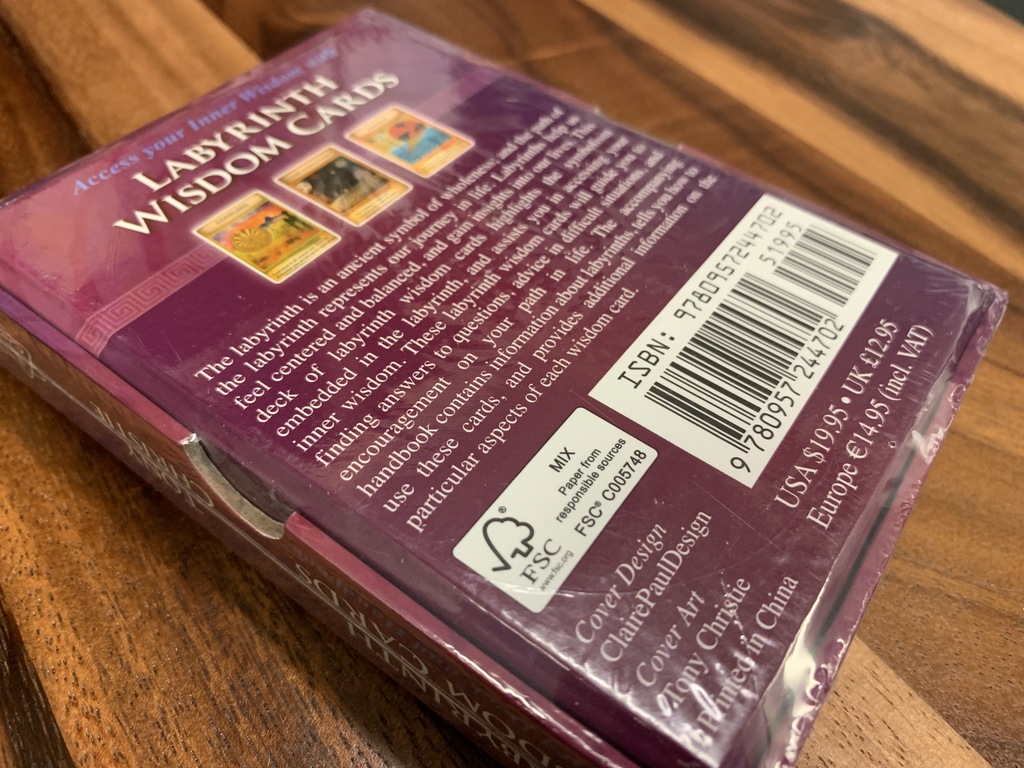 Access your Inner Wisdom with
LABYRINTH
WISDOM CARDS
The labyrinth is an ancient symbol of challenge, and the path of
the labyrinth represents our journey in life. Labyrinths help us
feel centered and balanced, and gain insights into our lives. This
deck of labyrinth wisdom cards highlights the symbols
embedded in the labyrinth, and assists you in accessing your
inner wisdom. These labyrinth wisdom cards will guide you to
finding answers to questions, advice in difficult situations, and
encouragement on your path in life. The accompanying
handbook contains information about labyrinths, tells you how to
use these cards, and provides additional information on the
particular aspects of each wisdom card.
ISBN: 9780957244702
51995
9 780957 244702
USA $19.95 • UK £12.95
Europe €14.95 (incl. VAT)
MIX
Paper from
responsible sources
FSC® C005748
FSC
www.fsc.org
Cover Design
ClairePaulDesign
Cover Art
Tony Christie
Printed in China